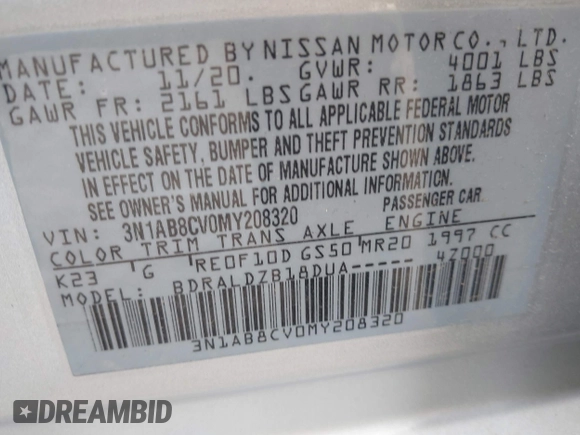 MANUFACTURED BY NISSAN MOTOR CO., LTD.
DATE: 11/20. GVWR: 4001 LBS
GAWR FR: 2161 LBS GAWR RR: 1863 LBS
THIS VEHICLE CONFORMS TO ALL APPLICABLE FEDERAL MOTOR
VEHICLE SAFETY, BUMPER AND THEFT PREVENTION STANDARDS
IN EFFECT ON THE DATE OF MANUFACTURE SHOWN ABOVE.
SEE OWNER'S MANUAL FOR ADDITIONAL INFORMATION.
VIN: 3N1AB8CV0MY208320 PASSENGER CAR
COLOR TRIM TRANS AXLE ENGINE
K23 G RE0F10D GS50 MR20 1997 CC
MODEL: BDRALDZB18DUA----- 4Z000
3N1AB8CV0MY208320
DREAMBID